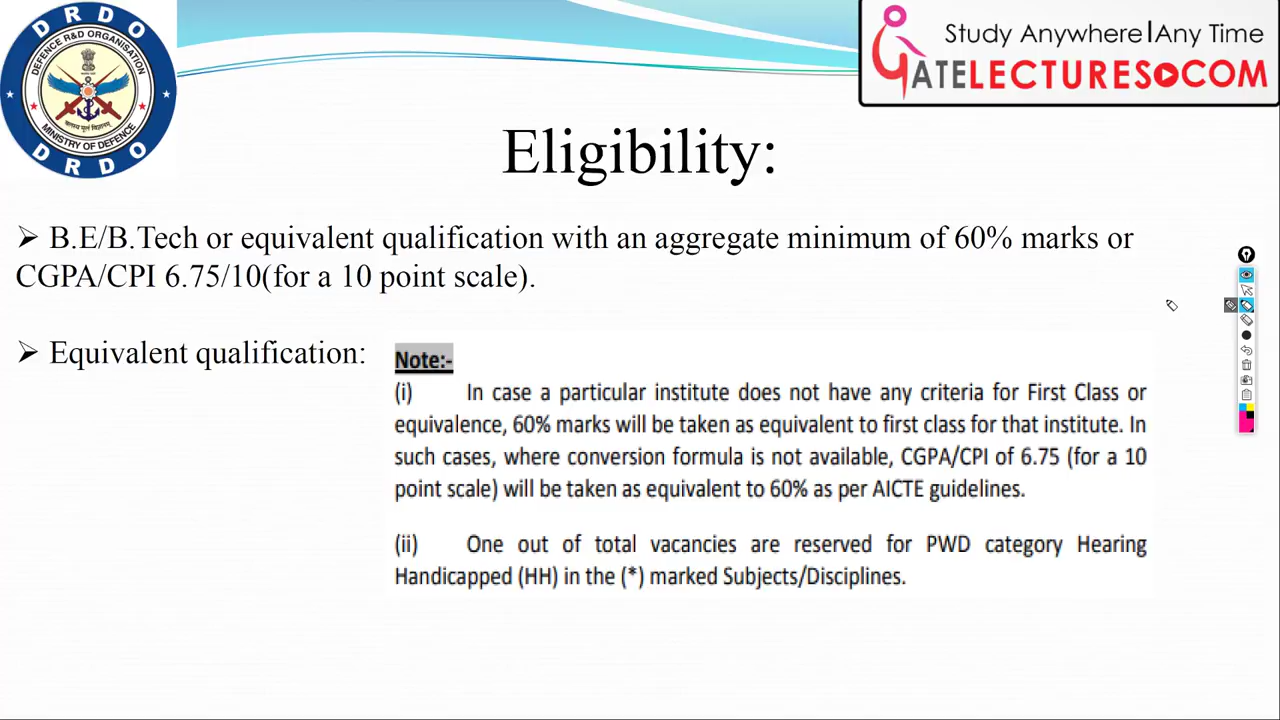 DRDO
DEFENCE R&D ORGANISATION
MINISTRY OF DEFENCE
DRDO
Study Anywhere|Any Time
GATELECTURES.COM
Eligibility:
➢ B.E/B.Tech or equivalent qualification with an aggregate minimum of 60% marks or
CGPA/CPI 6.75/10(for a 10 point scale).
➢ Equivalent qualification:
Note:-
(i) In case a particular institute does not have any criteria for First Class or
equivalence, 60% marks will be taken as equivalent to first class for that institute. In
such cases, where conversion formula is not available, CGPA/CPI of 6.75 (for a 10
point scale) will be taken as equivalent to 60% as per AICTE guidelines.
(ii) One out of total vacancies are reserved for PWD category Hearing
Handicapped (HH) in the (*) marked Subjects/Disciplines.